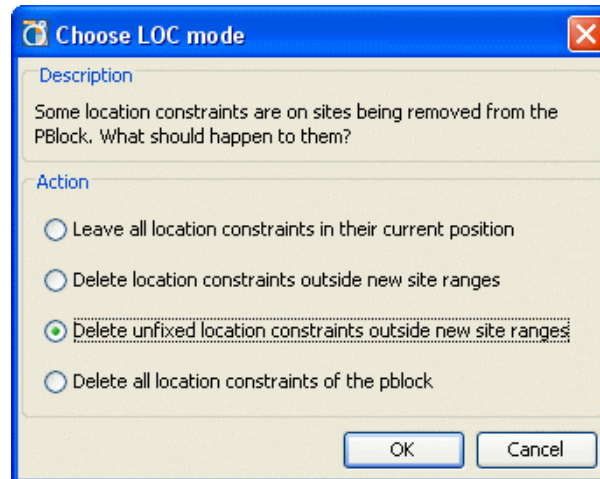 Choose LOC mode
Description
Some location constraints are on sites being removed from the
PBlock. What should happen to them?
Action
Leave all location constraints in their current position
Delete location constraints outside new site ranges
Delete unfixed location constraints outside new site ranges
Delete all location constraints of the pblock
OK Cancel